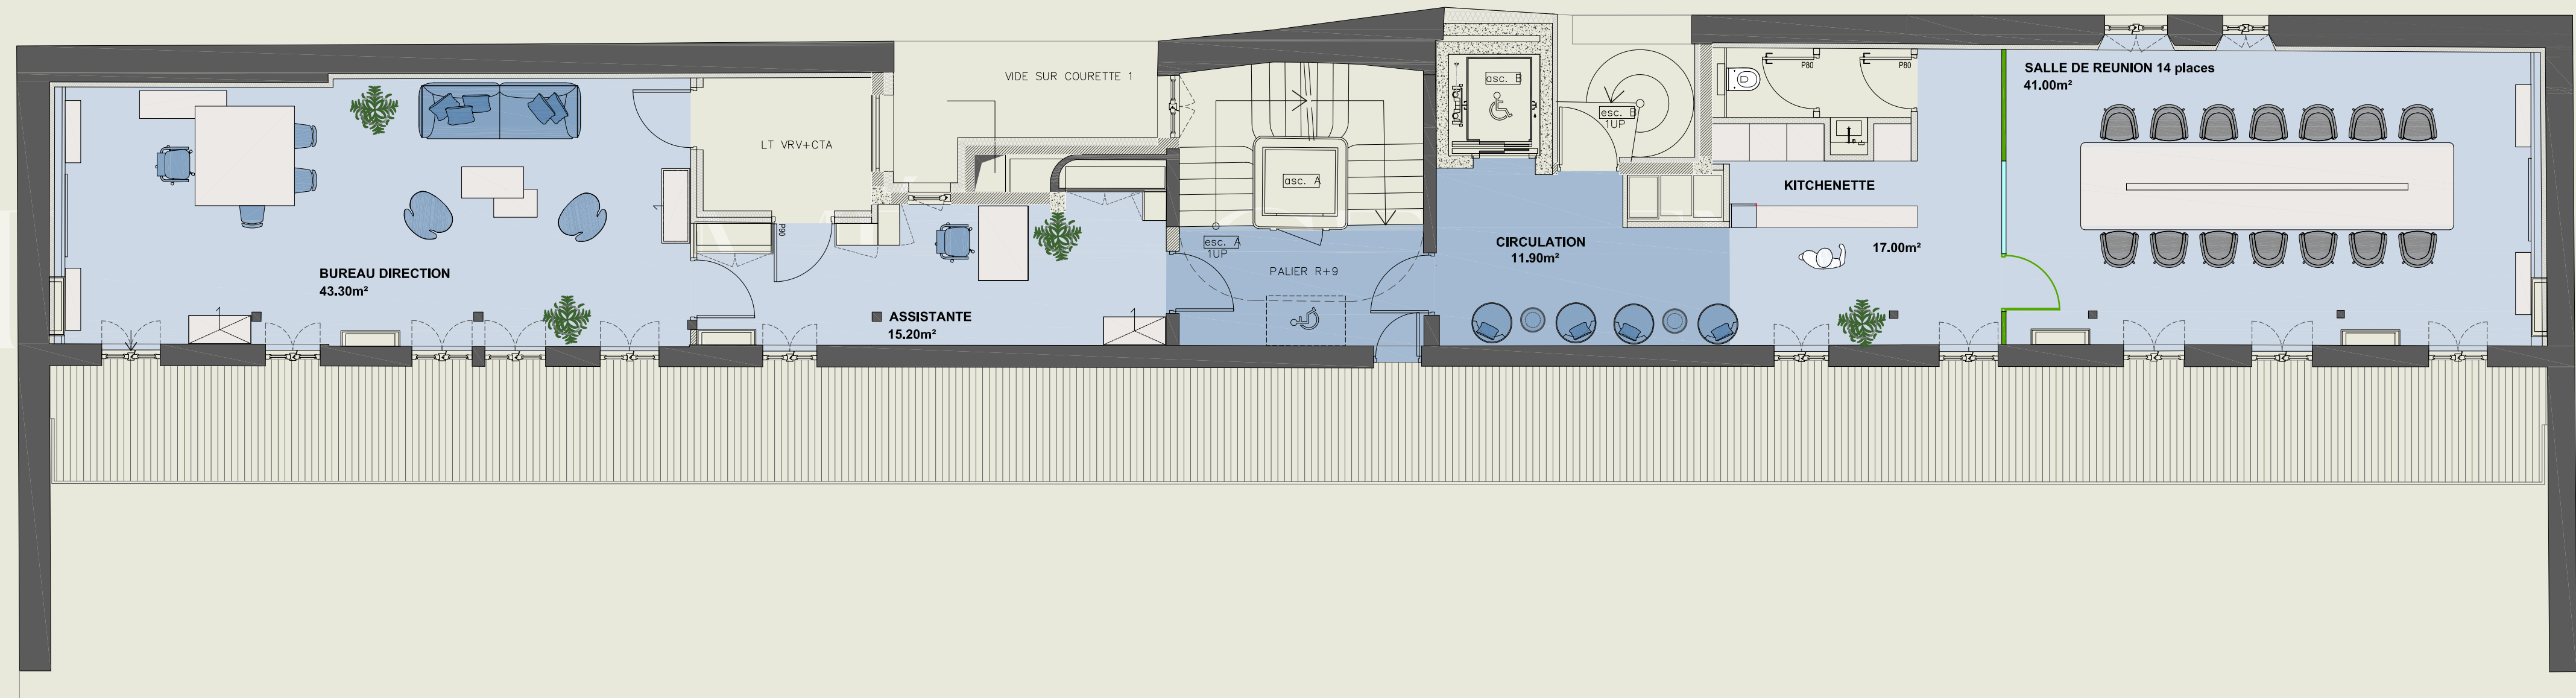 VIDE SUR COURETTE 1
LT VRV+CTA
P90
BUREAU DIRECTION
43.30m²
ASSISTANTE
15.20m²
asc. A
esc. A
1UP
PALIER R+9
asc. B
esc. B
1UP
CIRCULATION
11.90m²
P80
P80
KITCHENETTE
17.00m²
SALLE DE REUNION 14 places
41.00m²